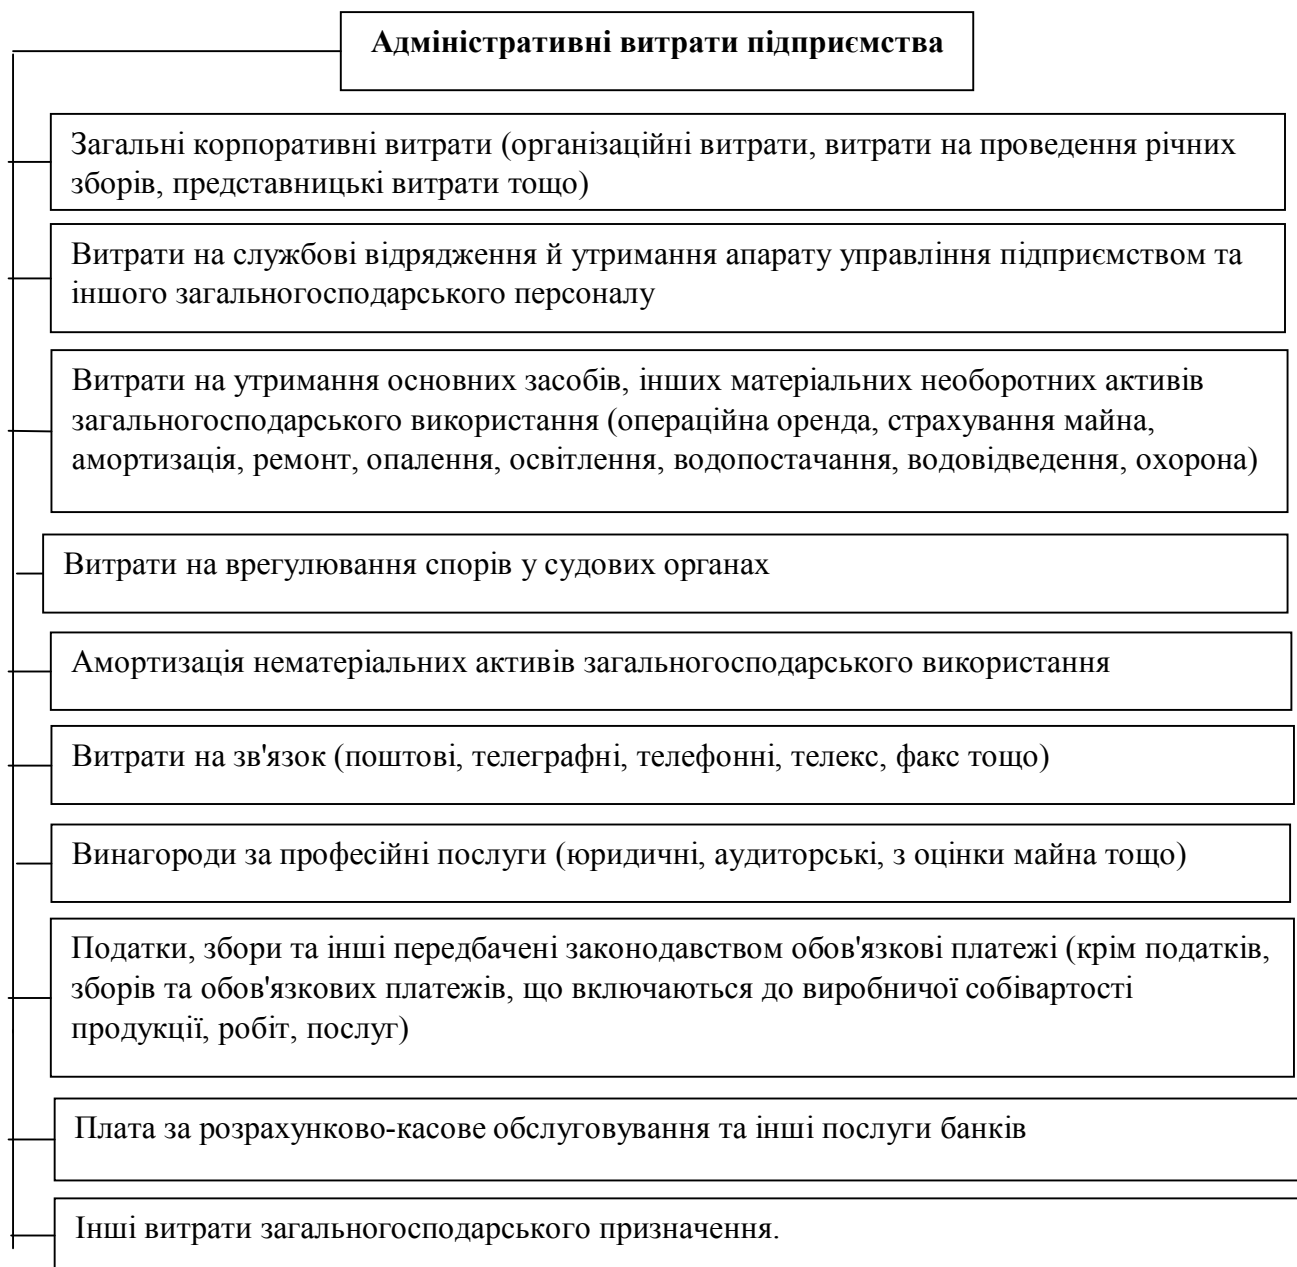 Адміністративні витрати підприємства
Загальні корпоративні витрати (організаційні витрати, витрати на проведення річних
зборів, представницькі витрати тощо)
Витрати на службові відрядження й утримання апарату управління підприємством та
іншого загальногосподарського персоналу
Витрати на утримання основних засобів, інших матеріальних необоротних активів
загальногосподарського використання (операційна оренда, страхування майна,
амортизація, ремонт, опалення, освітлення, водопостачання, водовідведення, охорона)
Витрати на врегулювання спорів у судових органах
Амортизація нематеріальних активів загальногосподарського використання
Витрати на зв'язок (поштові, телеграфні, телефонні, телекс, факс тощо)
Винагороди за професійні послуги (юридичні, аудиторські, з оцінки майна тощо)
Податки, збори та інші передбачені законодавством обов'язкові платежі (крім податків,
зборів та обов'язкових платежів, що включаються до виробничої собівартості
продукції, робіт, послуг)
Плата за розрахунково-касове обслуговування та інші послуги банків
Інші витрати загальногосподарського призначення.